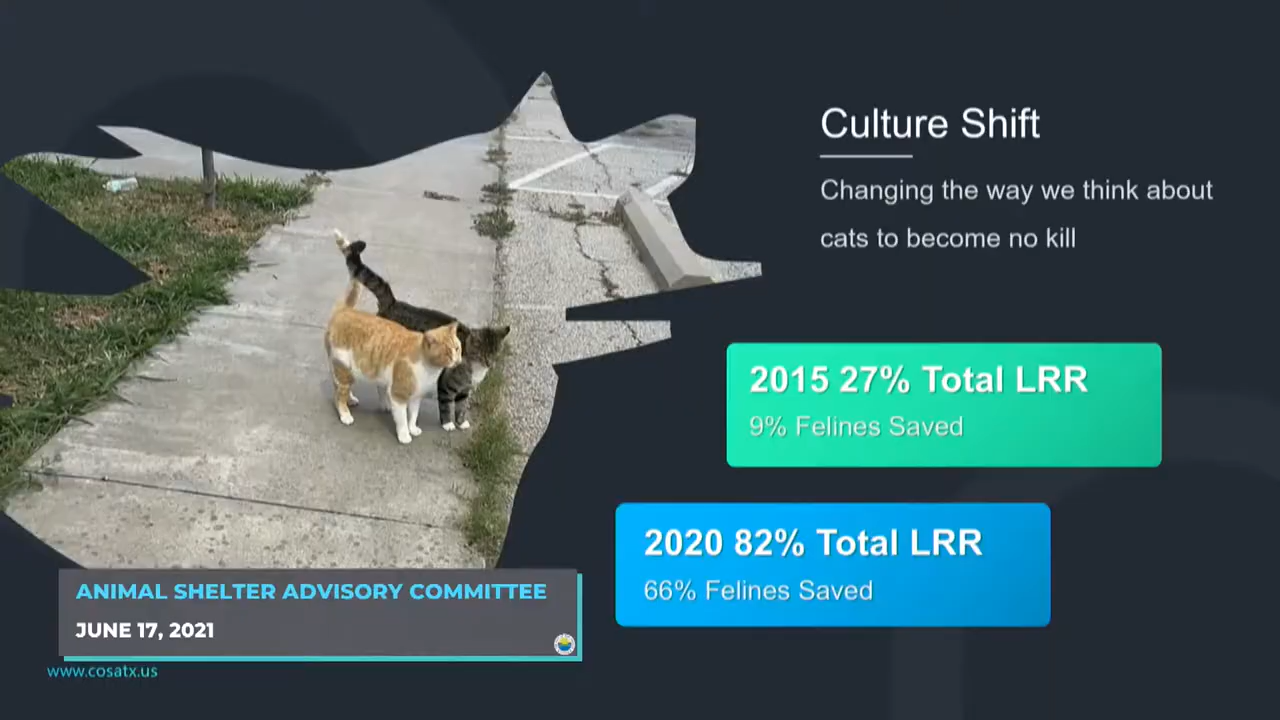 Culture Shift
Changing the way we think about
cats to become no kill
2015 27% Total LRR
9% Felines Saved
2020 82% Total LRR
66% Felines Saved
ANIMAL SHELTER ADVISORY COMMITTEE
JUNE 17, 2021
www.cosatx.us